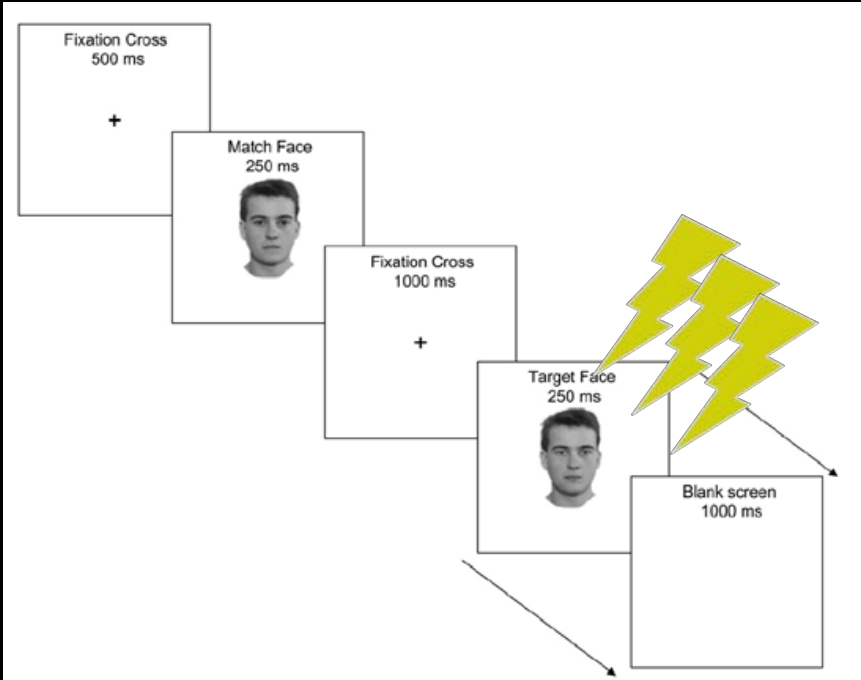 Fixation Cross
500 ms
+
Match Face
250 ms
Fixation Cross
1000 ms
+
Target Face
250 ms
Blank screen
1000 ms